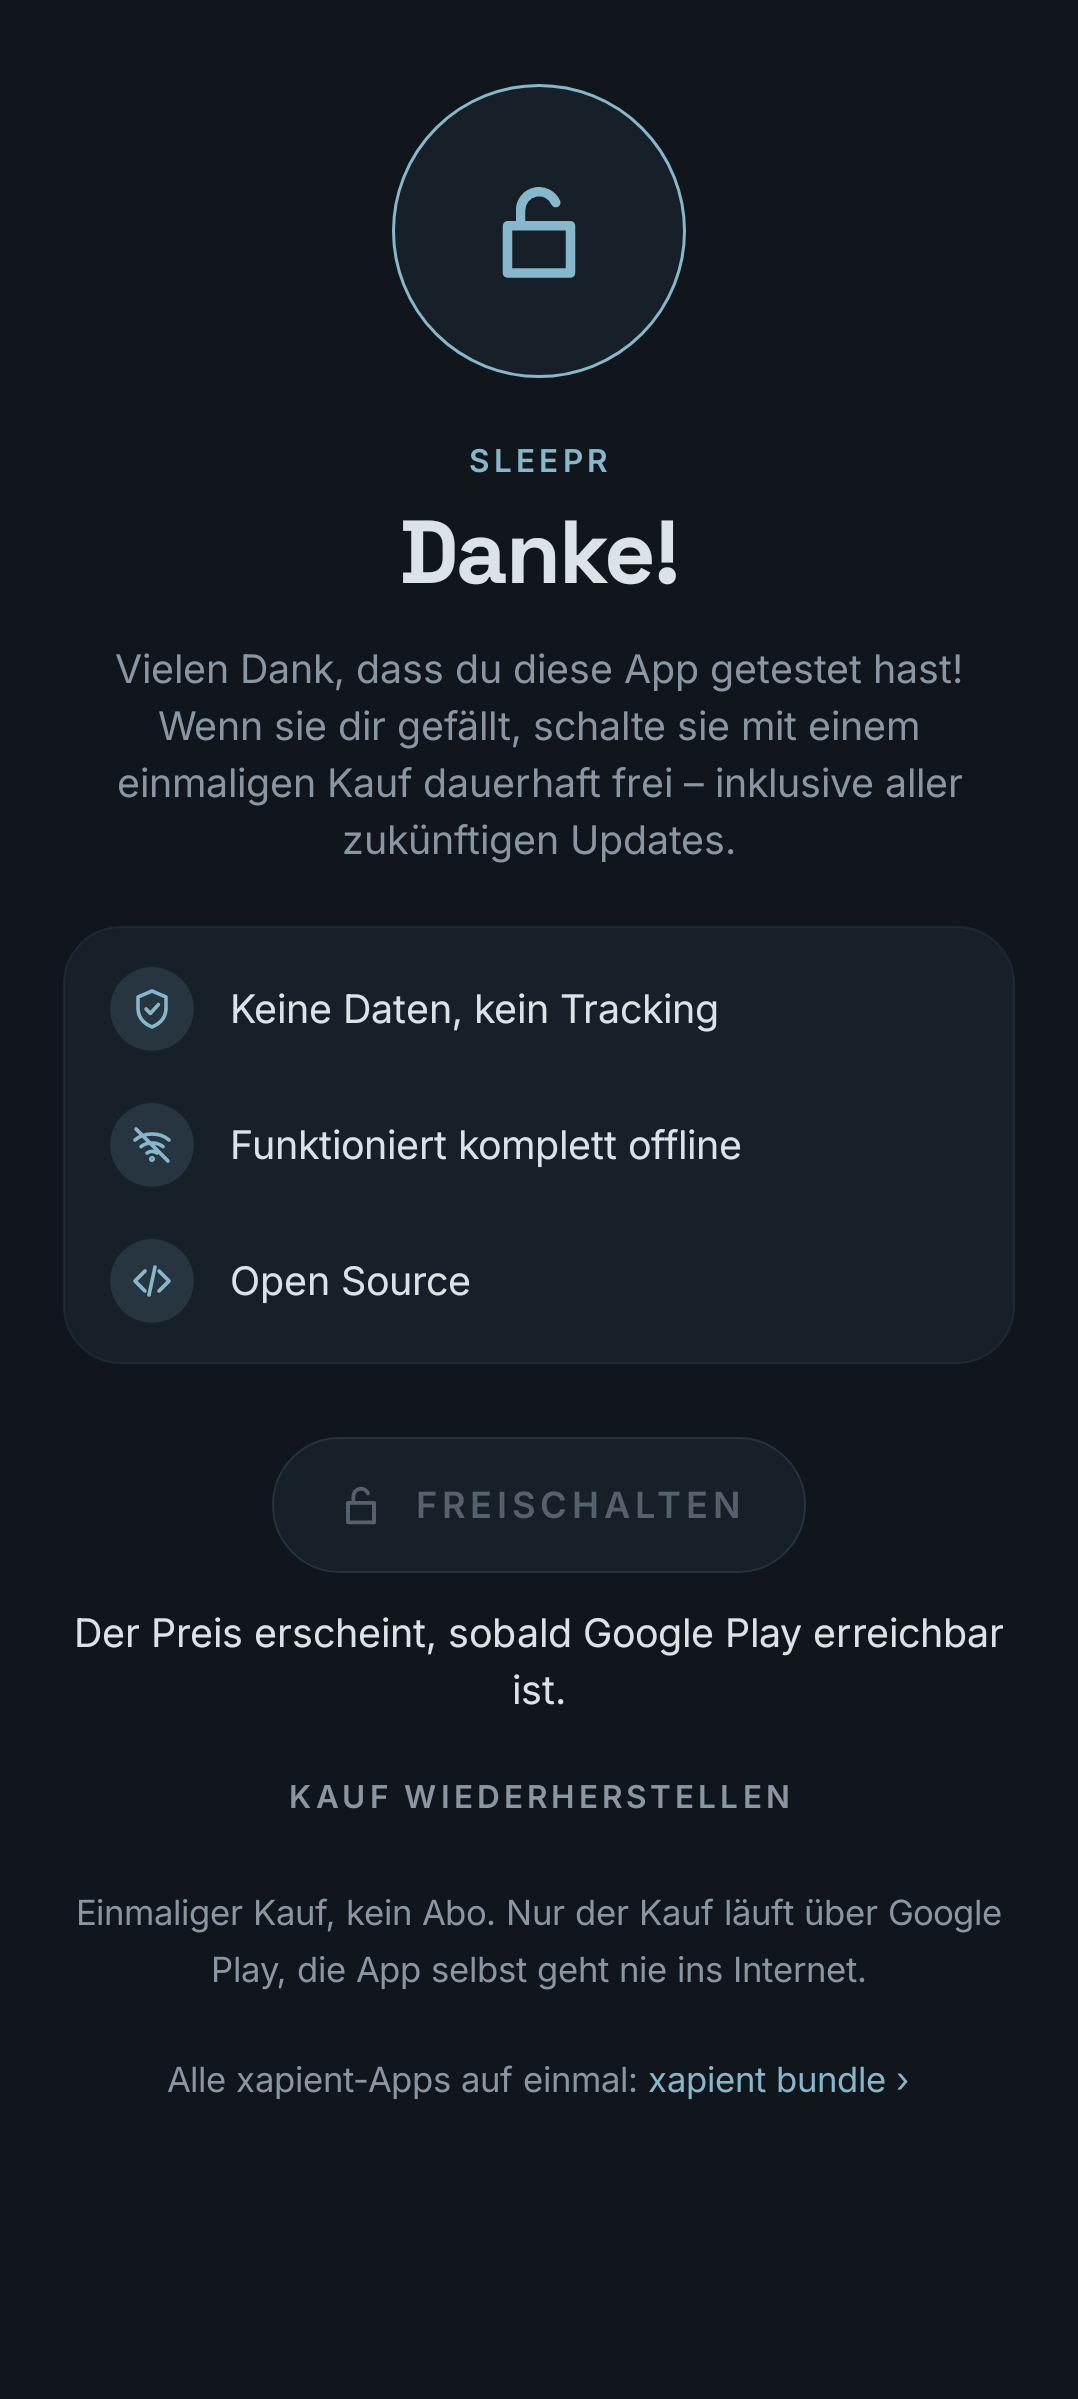 SLEEPR
Danke!
Vielen Dank, dass du diese App getestet hast!
Wenn sie dir gefällt, schalte sie mit einem
einmaligen Kauf dauerhaft frei – inklusive aller
zukünftigen Updates.
Keine Daten, kein Tracking
Funktioniert komplett offline
Open Source
FREISCHALTEN
Der Preis erscheint, sobald Google Play erreichbar
ist.
KAUF WIEDERHERSTELLEN
Einmaliger Kauf, kein Abo. Nur der Kauf läuft über Google
Play, die App selbst geht nie ins Internet.
Alle xapient-Apps auf einmal: xapient bundle ›